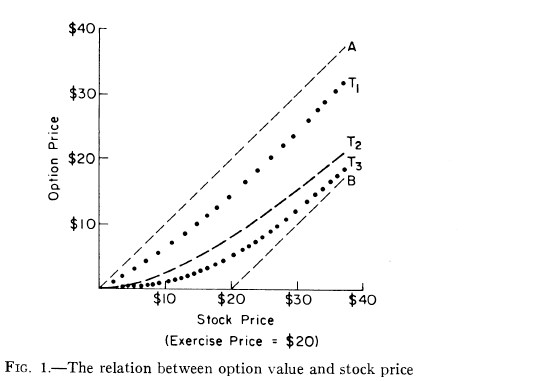 $40
A
$30
T1
Option Price
T2
$20
T3
B
$10
$10 $20 $30 $40
Stock Price
(Exercise Price = $20)
FIG. 1.—The relation between option value and stock price